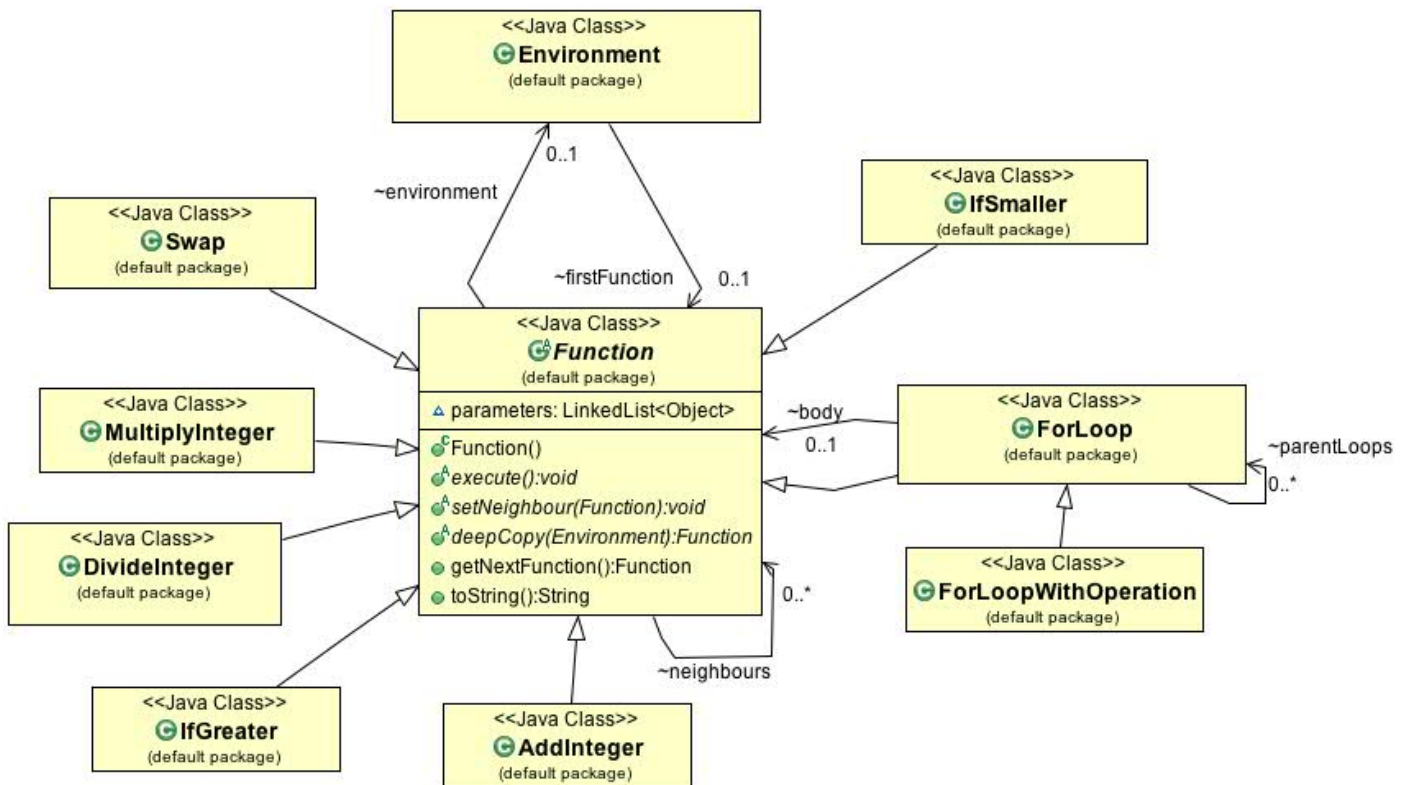 <<Java Class>>
Environment
(default package)
0..1
~environment
<<Java Class>>
IfSmaller
(default package)
<<Java Class>>
Swap
(default package)
~firstFunction
0..1
<<Java Class>>
Function
(default package)
parameters: LinkedList<Object>
Function()
execute():void
setNeighbour(Function):void
deepCopy(Environment):Function
getNextFunction():Function
toString():String
<<Java Class>>
MultiplyInteger
(default package)
~body
0..1
<<Java Class>>
ForLoop
(default package)
~parentLoops
0..*
<<Java Class>>
DivideInteger
(default package)
0..*
~neighbours
<<Java Class>>
ForLoopWithOperation
(default package)
<<Java Class>>
IfGreater
(default package)
<<Java Class>>
AddInteger
(default package)